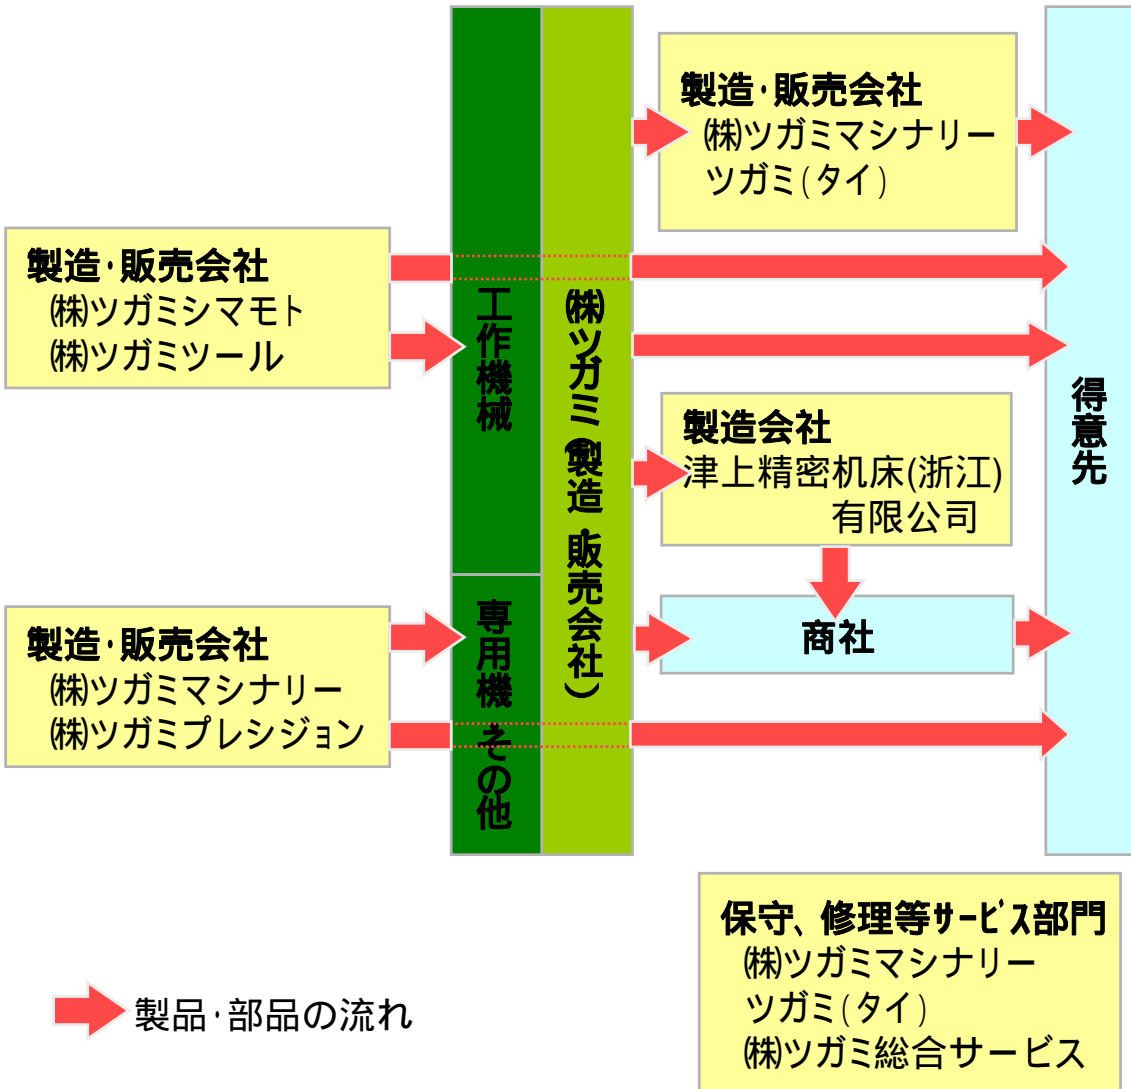 製造・販売会社
㈱ツガミマシナリー
ツガミ(タイ)
製造・販売会社
㈱ツガミシマモト
㈱ツガミツール
工作機械
㈱ツガミ(製造・販売会社)
得意先
製造会社
津上精密机床(浙江)
有限公司
製造・販売会社
㈱ツガミマシナリー
㈱ツガミプレシジョン
専用機・その他
商社
保守、修理等ｻｰﾋﾞｽ部門
㈱ツガミマシナリー
ツガミ(タイ)
㈱ツガミ総合サービス
製品・部品の流れ